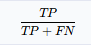 TP
TP + FN